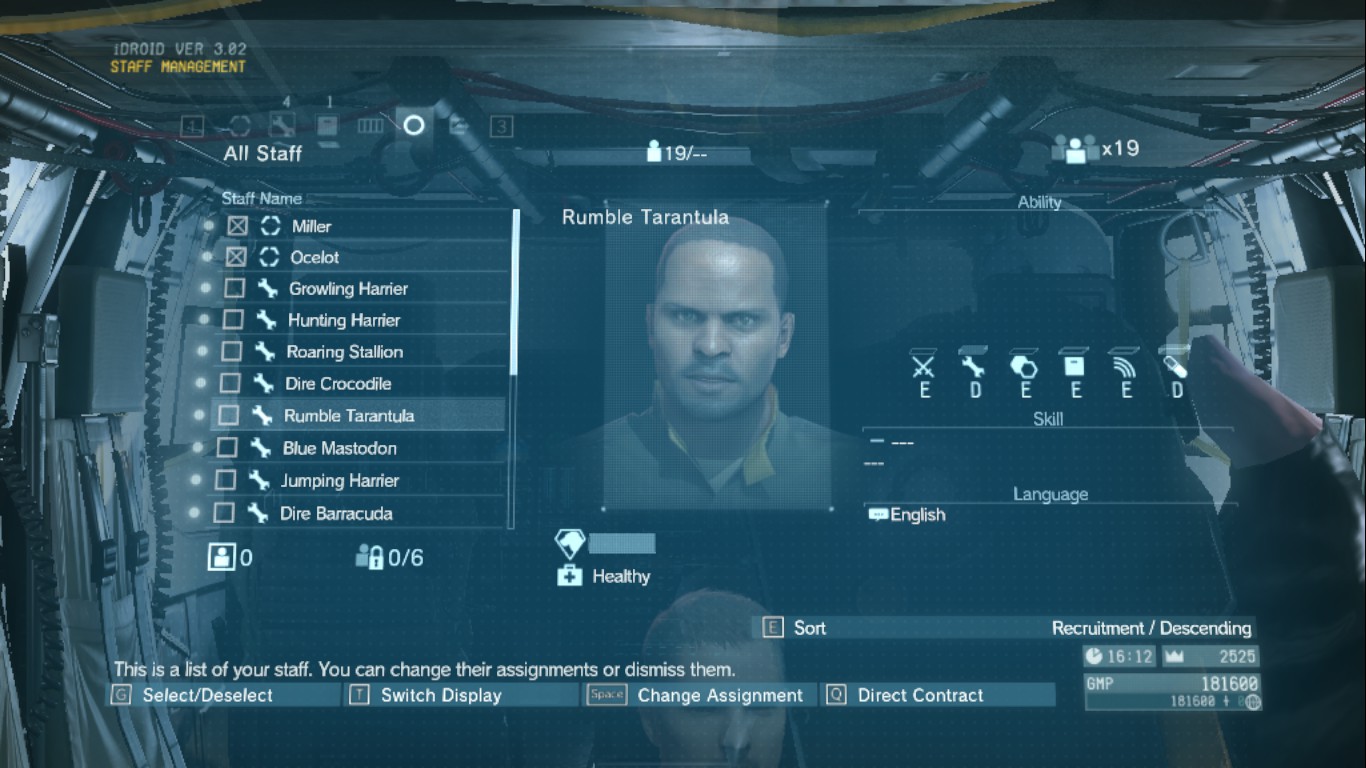 iDROID VER 3.02
STAFF MANAGEMENT
4 1
3
All Staff
19/--
x19
Staff Name
Miller
Ocelot
Growling Harrier
Hunting Harrier
Roaring Stallion
Dire Crocodile
Rumble Tarantula
Blue Mastodon
Jumping Harrier
Dire Barracuda
0
0/6
Rumble Tarantula
Healthy
Ability
E D E E E D
Skill
— ---
---
Language
English
E Sort
Recruitment / Descending
16:12 2525
GMP 181600
This is a list of your staff. You can change their assignments or dismiss them.
G Select/Deselect T Switch Display Space Change Assignment Q Direct Contract